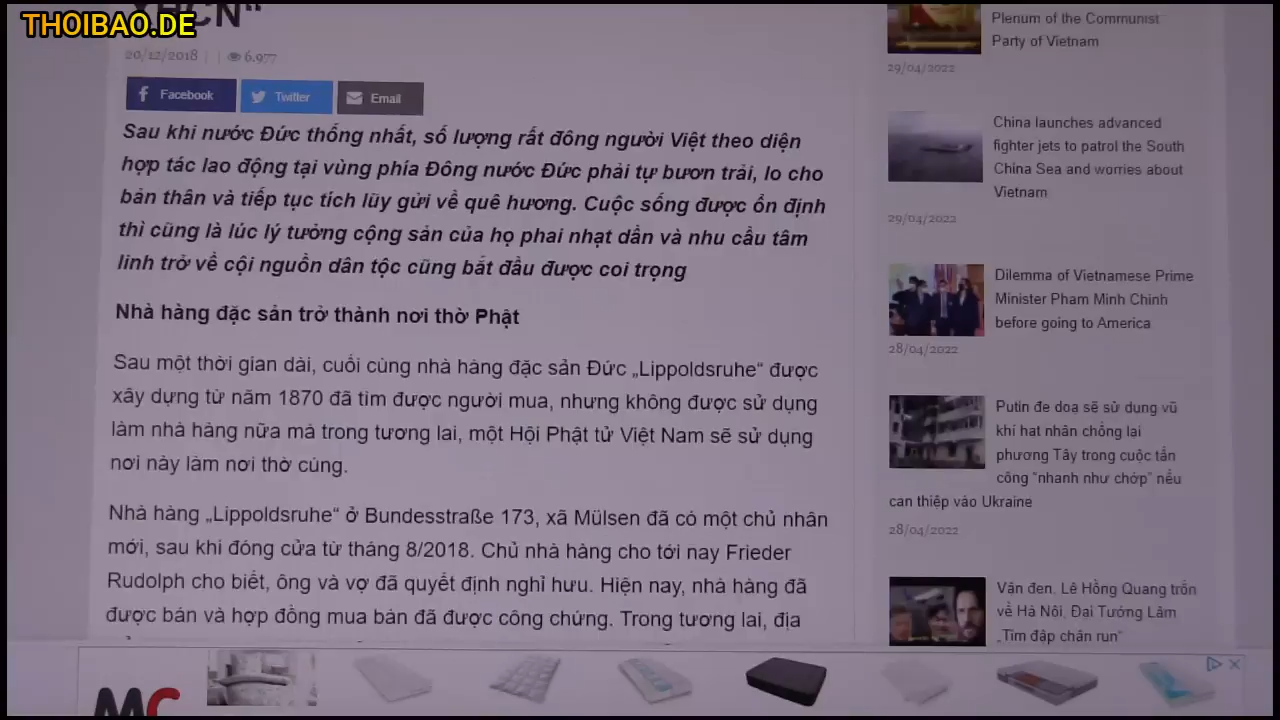 THOIBAO.DE
XHCN"
20/12/2018 | | 6.977
Facebook Twitter Email
Sau khi nước Đức thống nhất, số lượng rất đông người Việt theo diện
hợp tác lao động tại vùng phía Đông nước Đức phải tự bươn trải, lo cho
bản thân và tiếp tục tích lũy gửi về quê hương. Cuộc sống được ổn định
thì cũng là lúc lý tưởng cộng sản của họ phai nhạt dần và nhu cầu tâm
linh trở về cội nguồn dân tộc cũng bắt đầu được coi trọng
Nhà hàng đặc sản trở thành nơi thờ Phật
Sau một thời gian dài, cuối cùng nhà hàng đặc sản Đức „Lippoldsruhe“ được
xây dựng từ năm 1870 đã tìm được người mua, nhưng không được sử dụng
làm nhà hàng nữa mà trong tương lai, một Hội Phật tử Việt Nam sẽ sử dụng
nơi này làm nơi thờ cúng.
Nhà hàng „Lippoldsruhe“ ở Bundesstraße 173, xã Mülsen đã có một chủ nhân
mới, sau khi đóng cửa từ tháng 8/2018. Chủ nhà hàng cho tới nay Frieder
Rudolph cho biết, ông và vợ đã quyết định nghỉ hưu. Hiện nay, nhà hàng đã
được bán và hợp đồng mua bán đã được công chứng. Trong tương lai, địa
Plenum of the Communist
Party of Vietnam
29/04/2022
China launches advanced
fighter jets to patrol the South
China Sea and worries about
Vietnam
29/04/2022
Dilemma of Vietnamese Prime
Minister Pham Minh Chinh
before going to America
28/04/2022
Putin đe doạ sẽ sử dụng vũ
khí hạt nhân chống lại
phương Tây trong cuộc tấn
công "nhanh như chớp" nếu
can thiệp vào Ukraine
28/04/2022
Vận đen, Lê Hồng Quang trốn
về Hà Nội, Đại Tướng Lâm
„Tim đập chân run“
MC